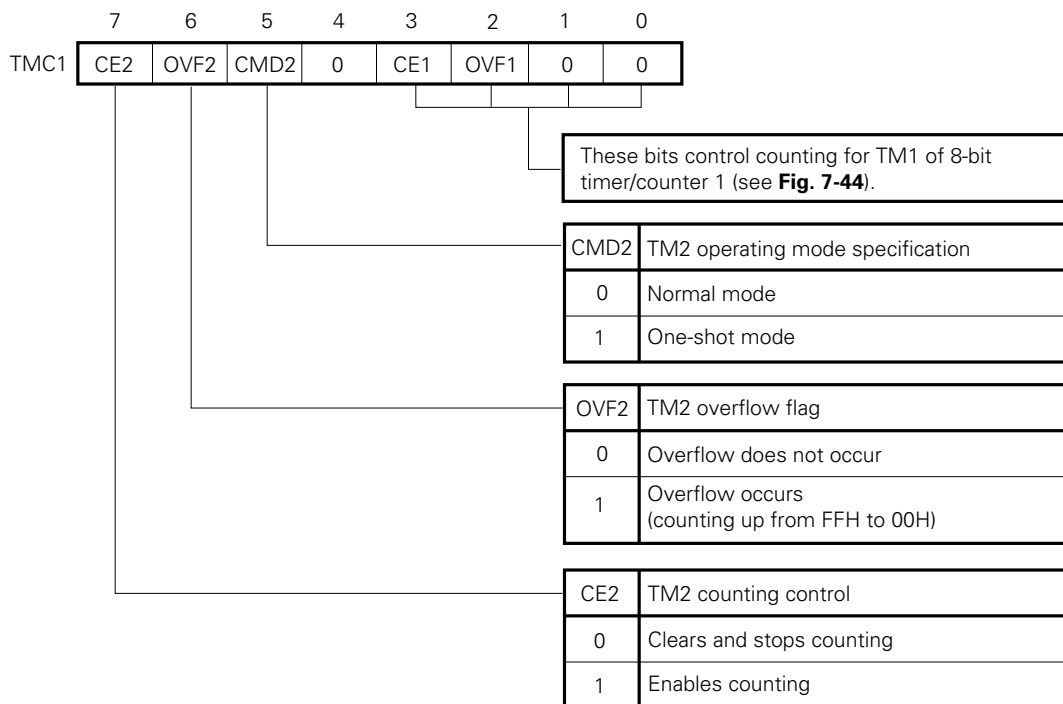 7 6 5 4 3 2 1 0
TMC1 CE2 OVF2 CMD2 0 CE1 OVF1 0 0
These bits control counting for TM1 of 8-bit
timer/counter 1 (see Fig. 7-44).
CMD2 TM2 operating mode specification
0 Normal mode
1 One-shot mode
OVF2 TM2 overflow flag
0 Overflow does not occur
1 Overflow occurs
(counting up from FFH to 00H)
CE2 TM2 counting control
0 Clears and stops counting
1 Enables counting